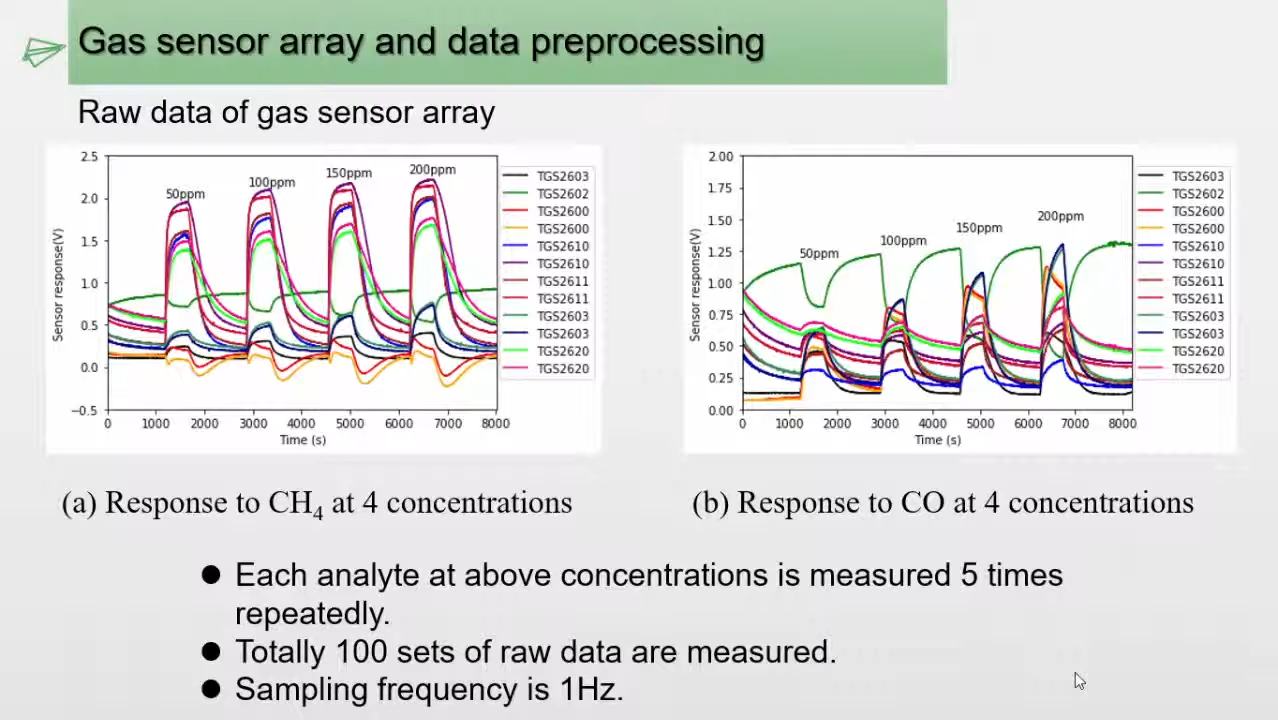 Gas sensor array and data preprocessing
Raw data of gas sensor array
2.5
2.0
1.5
1.0
0.5
0.0
−0.5
Sensor response(V)
50ppm
100ppm
150ppm
200ppm
0 1000 2000 3000 4000 5000 6000 7000 8000
Time (s)
TGS2603
TGS2602
TGS2600
TGS2600
TGS2610
TGS2610
TGS2611
TGS2611
TGS2603
TGS2603
TGS2620
TGS2620
2.00
1.75
1.50
1.25
1.00
0.75
0.50
0.25
0.00
Sensor response(V)
50ppm
100ppm
150ppm
200ppm
0 1000 2000 3000 4000 5000 6000 7000 8000
Time (s)
TGS2603
TGS2602
TGS2600
TGS2600
TGS2610
TGS2610
TGS2611
TGS2611
TGS2603
TGS2603
TGS2620
TGS2620
(a) Response to CH₄ at 4 concentrations
(b) Response to CO at 4 concentrations
● Each analyte at above concentrations is measured 5 times
repeatedly.
● Totally 100 sets of raw data are measured.
● Sampling frequency is 1Hz.